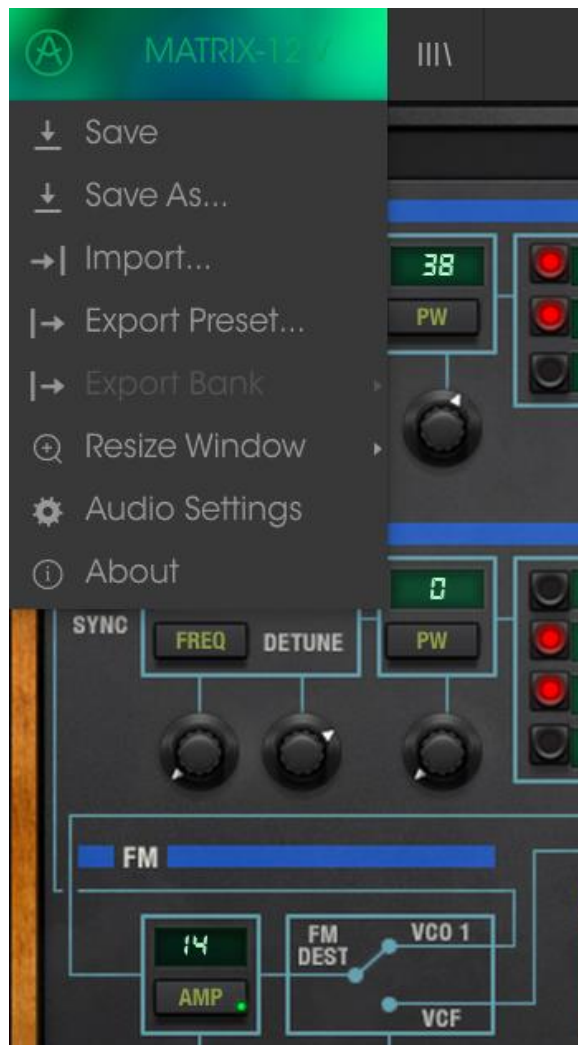 MATRIX-12 V
Save
Save As...
Import...
Export Preset...
Export Bank
Resize Window
Audio Settings
About
38
PW
0
PW
SYNC
FREQ
DETUNE
FM
14
AMP
FM
DEST
VCO 1
VCF